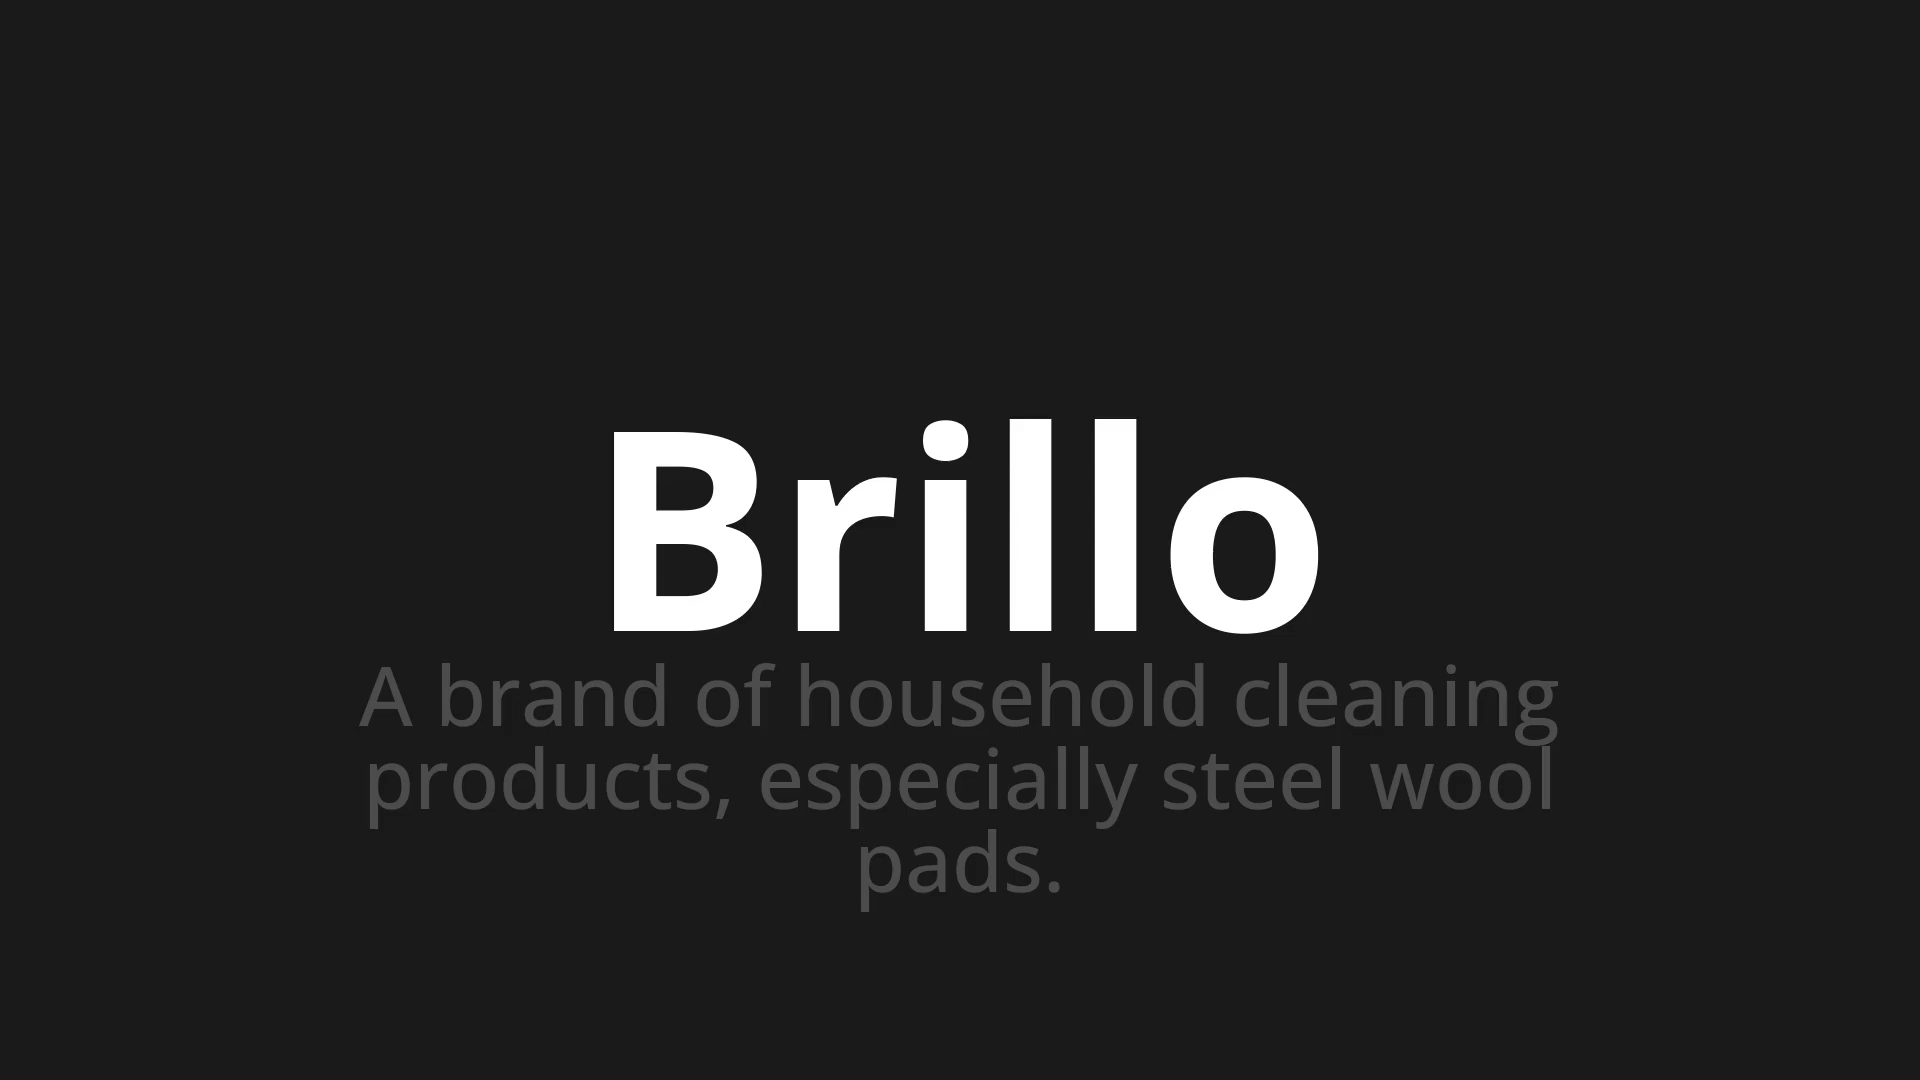 Brillo
A brand of household cleaning
products, especially steel wool
pads.